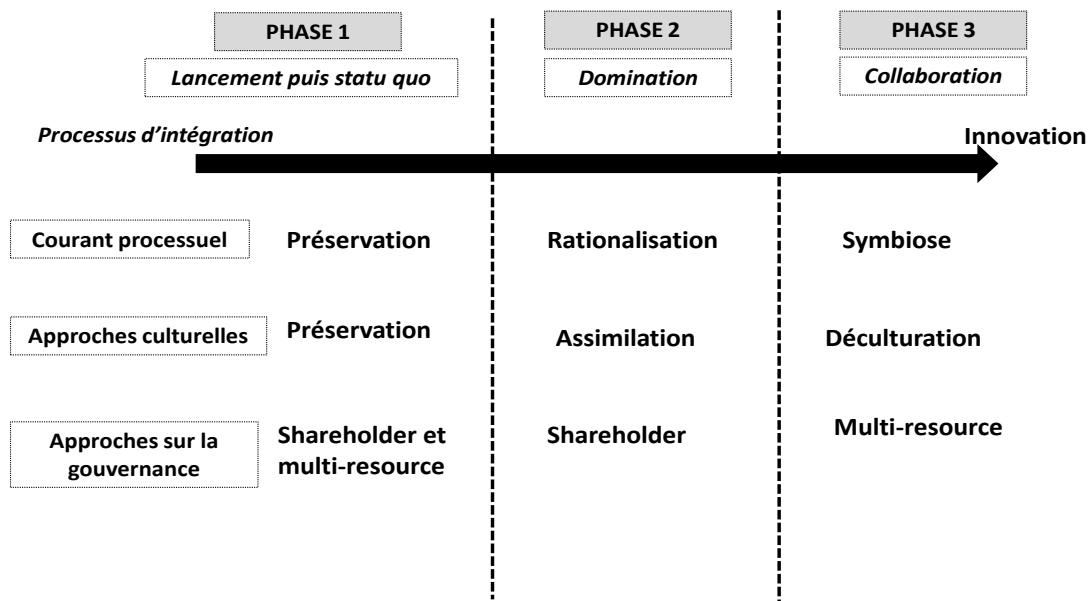 PHASE 1
PHASE 2
PHASE 3
Lancement puis statu quo
Domination
Collaboration
Processus d'intégration
Innovation
Courant processuel
Préservation
Rationalisation
Symbiose
Approches culturelles
Préservation
Assimilation
Déculturation
Approches sur la
gouvernance
Shareholder et
multi-resource
Shareholder
Multi-resource